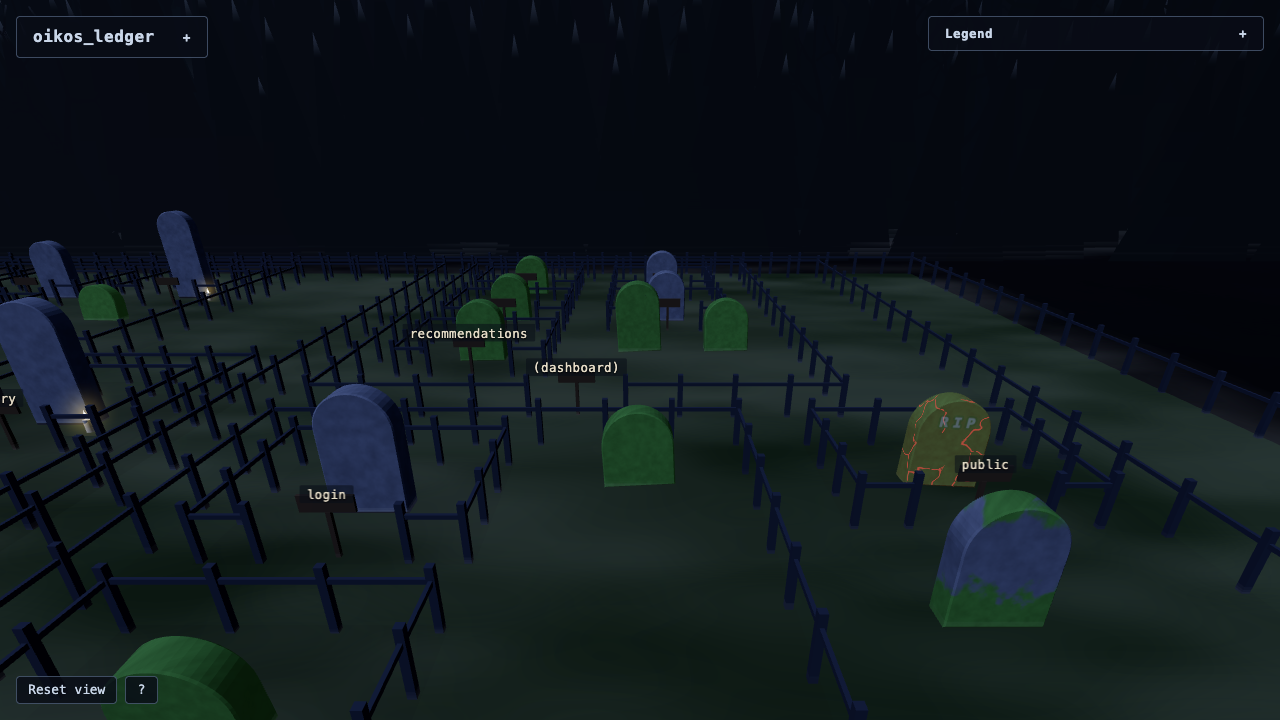 oikos_ledger +
Legend +
recommendations
(dashboard)
ry
RIP
public
login
Reset view ?